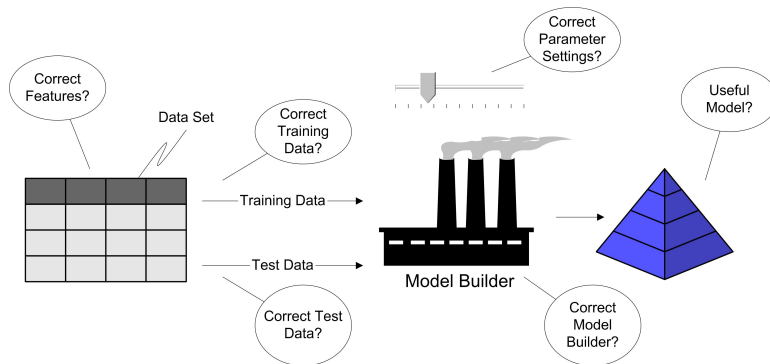 Correct
Features?
Data Set
Correct
Training
Data?
Correct
Parameter
Settings?
Useful
Model?
Training Data
Test Data
Model Builder
Correct Test
Data?
Correct
Model
Builder?